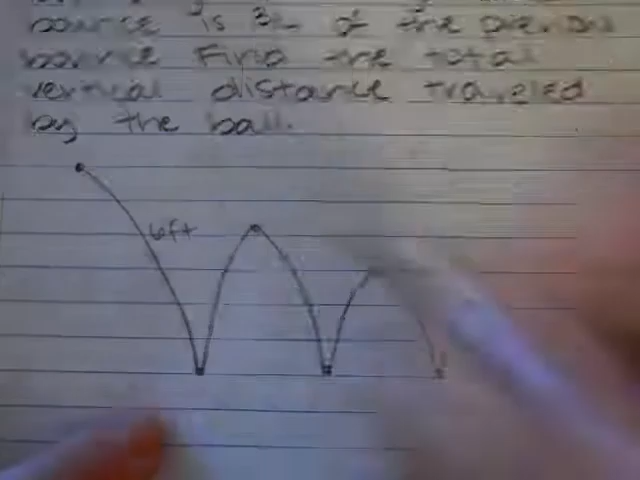 bounce is of the previous
bounce Find the total
vertical distance traveled
by the ball.
6ft